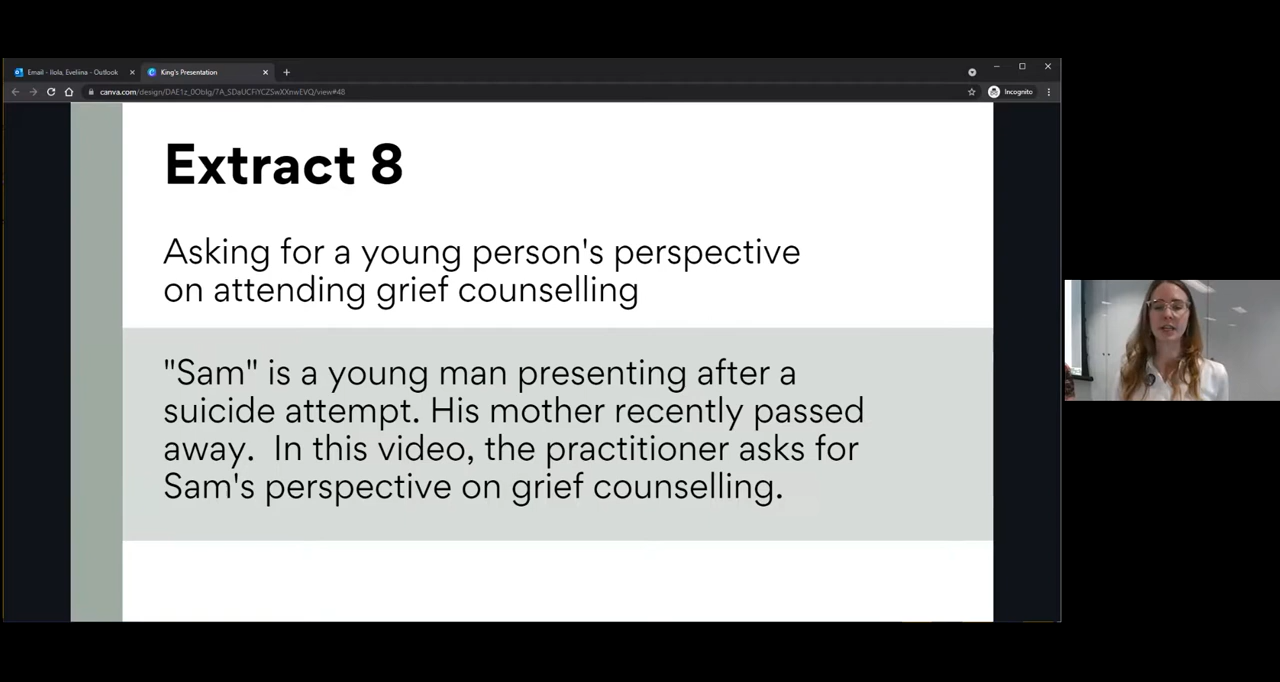 Email - Ilola, Eveliina - Outlook
King's Presentation
canva.com/design/DAE1z_0Oblg/7A_SDaUCFiYCZSwXXnwEVQ/view#48
Incognito
Extract 8
Asking for a young person's perspective
on attending grief counselling
"Sam" is a young man presenting after a
suicide attempt. His mother recently passed
away.  In this video, the practitioner asks for
Sam's perspective on grief counselling.